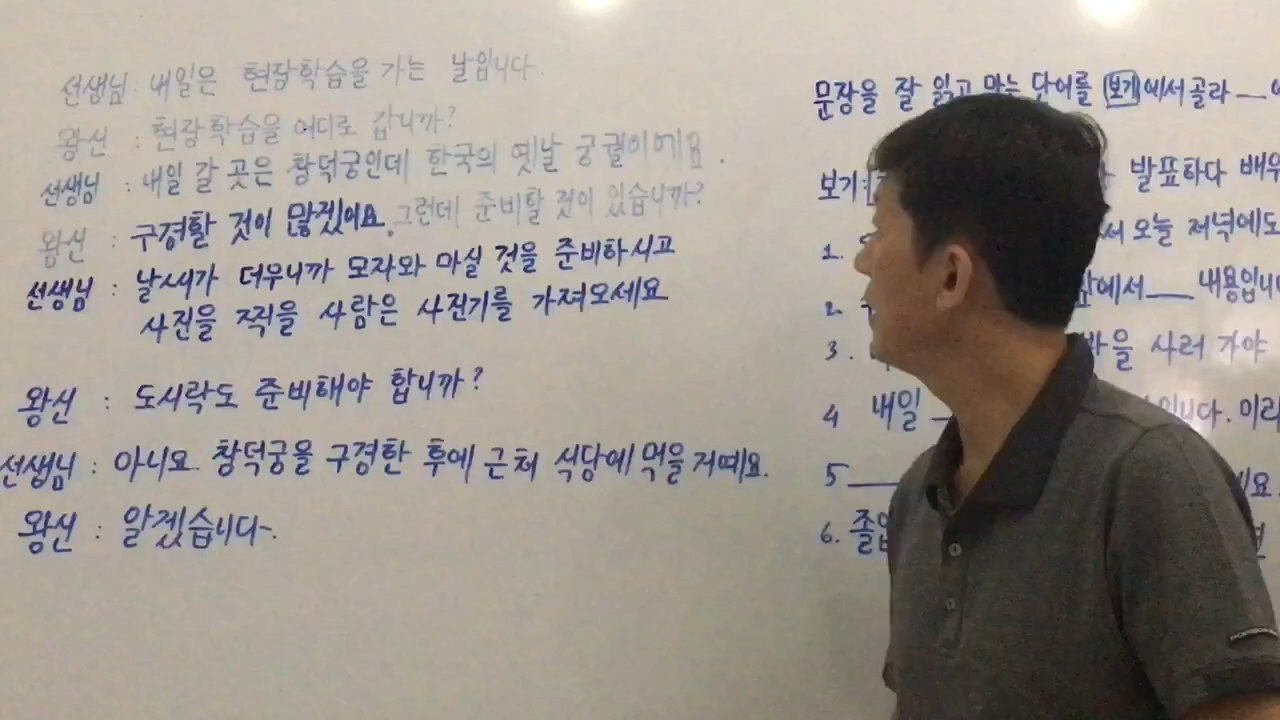 선생님 : 내일은 현장학습을 가는 날입니다.
왕신 : 현장학습을 어디로 갑니까?
선생님 : 내일 갈 곳은 창덕궁인데 한국의 옛날 궁궐이에요.
왕신 : 구경할 것이 많겠어요. 그런데 준비할 것이 있습니까?
선생님 : 날씨가 더우니까 모자와 마실 것을 준비하시고
사진을 찍을 사람은 사진기를 가져오세요
왕신 : 도시락도 준비해야 합니까?
선생님 : 아니요. 창덕궁을 구경한 후에 근처 식당에 먹을거예요.
왕신 : 알겠습니다.
문장을 잘 읽고 맞는 단어를 보기에서 골라 __
보기: 발표하다 배우
1. 서 오늘 저녁에도
2. 에서 __ 내용입니
3. 을 사러 가야
4 내일 입니다. 미리
5 __ 요
6. 졸업